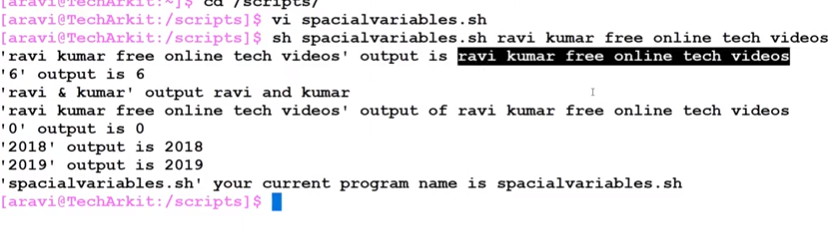 [aravi@TechArkit:~]$ cd /scripts/
[aravi@TechArkit:/scripts]$ vi spacialvariables.sh
[aravi@TechArkit:/scripts]$ sh spacialvariables.sh ravi kumar free online tech videos
'ravi kumar free online tech videos' output is ravi kumar free online tech videos
'6' output is 6
'ravi & kumar' output ravi and kumar
'ravi kumar free online tech videos' output of ravi kumar free online tech videos
'0' output is 0
'2018' output is 2018
'2019' output is 2019
'spacialvariables.sh' your current program name is spacialvariables.sh
[aravi@TechArkit:/scripts]$